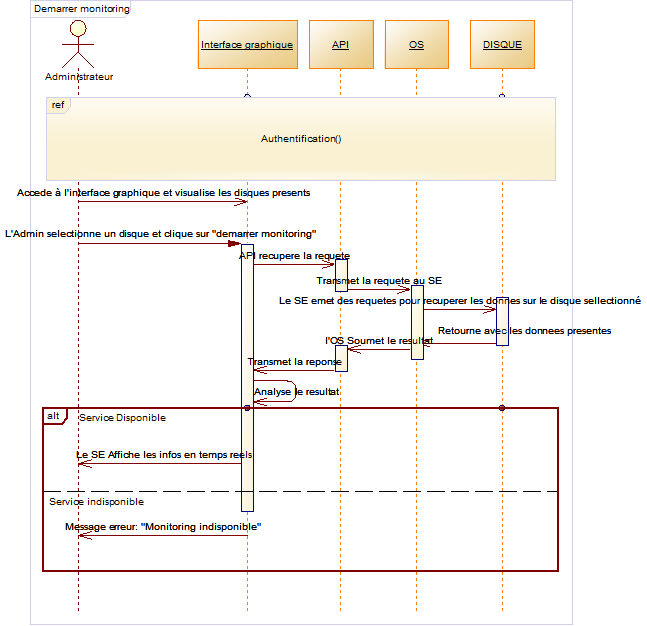 Demarrer monitoring
Interface graphique
API
OS
DISQUE
Administrateur
ref
Authentification()
Accede à l'interface graphique et visualise les disques presents
L'Admin selectionne un disque et clique sur "demarrer monitoring"
API recupere la requete
Transmet la requete au SE
Le SE emet des requetes pour recuperer les donnes sur le disque sellectionné
Retourne avec les donnees presentes
l'OS Soumet le resultat
Transmet la reponse
Analyse le resultat
alt
Service Disponible
Le SE Affiche les infos en temps reels
Service indisponible
Message erreur: "Monitoring indisponible"